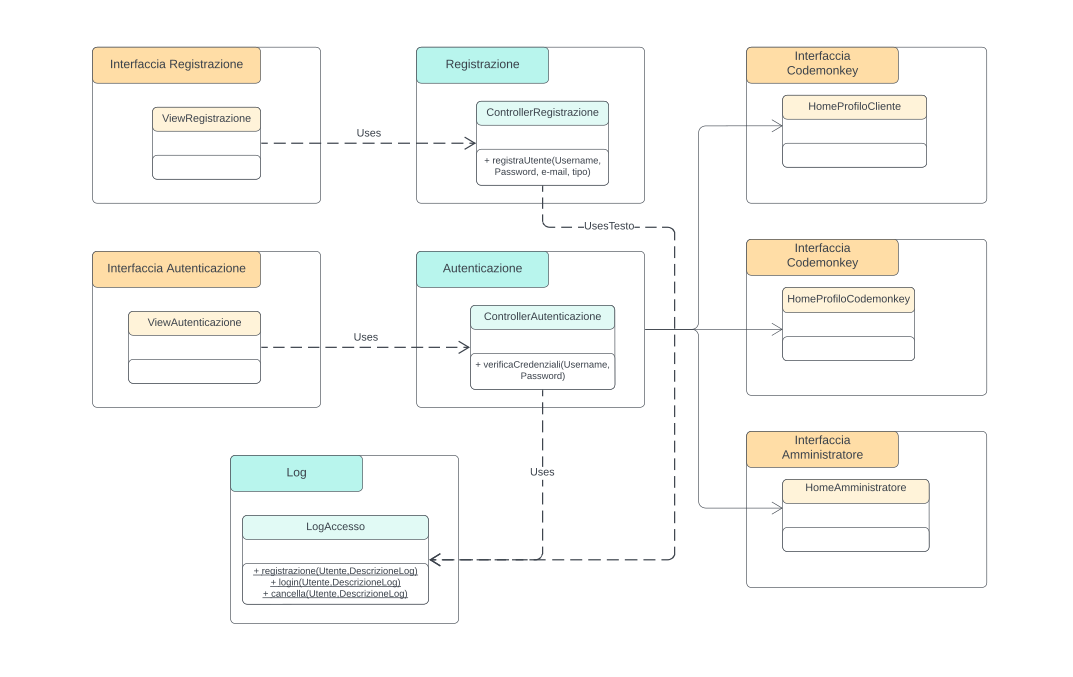 Interfaccia Registrazione
ViewRegistrazione
Uses
Registrazione
ControllerRegistrazione
+ registraUtente(Username,
Password, e-mail, tipo)
UsesTesto
Interfaccia
Codemonkey
HomeProfiloCliente
Interfaccia Autenticazione
ViewAutenticazione
Uses
Autenticazione
ControllerAutenticazione
+ verificaCredenziali(Username,
Password)
Uses
Interfaccia
Codemonkey
HomeProfiloCodemonkey
Interfaccia
Amministratore
HomeAmministratore
Log
LogAccesso
+ registrazione(Utente,DescrizioneLog)
+ login(Utente,DescrizioneLog)
+ cancella(Utente,DescrizioneLog)